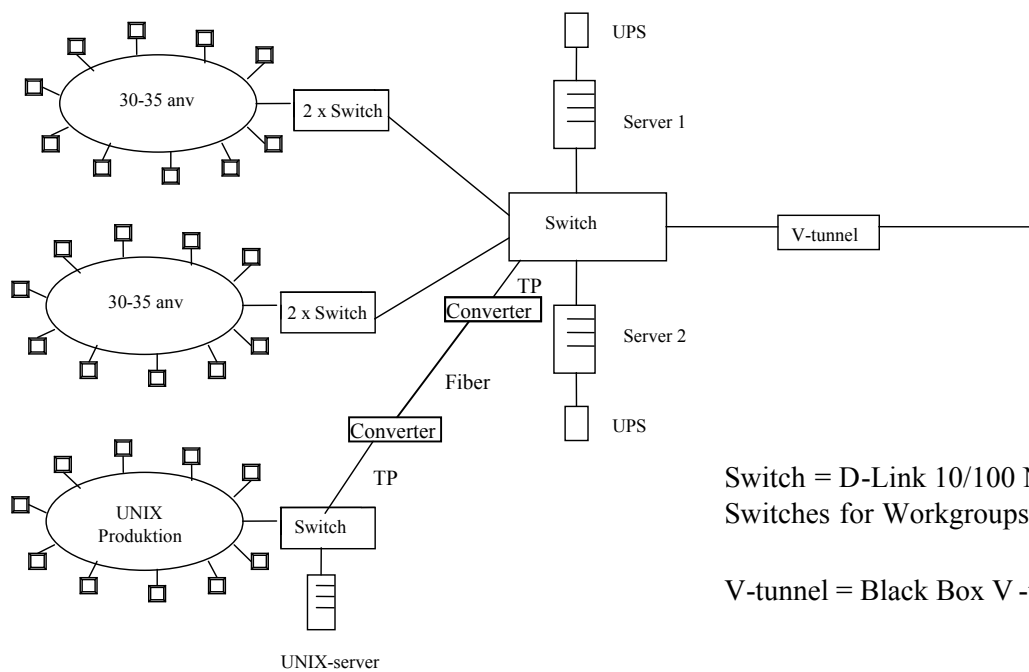 UPS
30-35 anv
2 x Switch
Server 1
Switch
V-tunnel
30-35 anv
2 x Switch
TP
Converter
Server 2
Fiber
Converter
UPS
TP
UNIX
Produktion
Switch
UNIX-server
Switch = D-Link 10/100
Switches for Workgroups
V-tunnel = Black Box V -